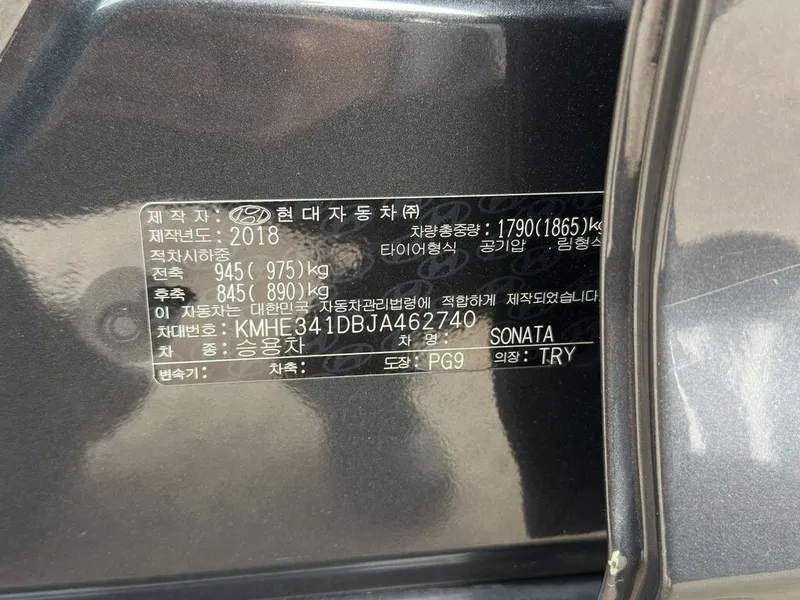 제 작 자 : 현대자동차㈜
제작년도 : 2018 차량총중량 : 1790(1865)kg
적차시하중 타이어형식 공기압 림형식
전축 945( 975)kg
후축 845( 890)kg
이 자동차는 대한민국 자동차관리법령에 적합하게 제작되었습니다
차대번호 : KMHE341DBJA462740
차 종 : 승용차 차 명 : SONATA
변속기 : 차축 : 도장 : PG9 의장 : TRY